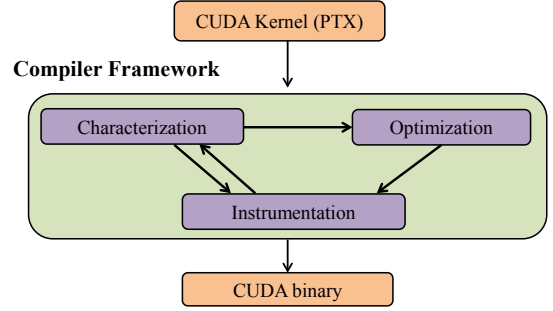 CUDA Kernel (PTX)
Compiler Framework
Characterization
Optimization
Instrumentation
CUDA binary